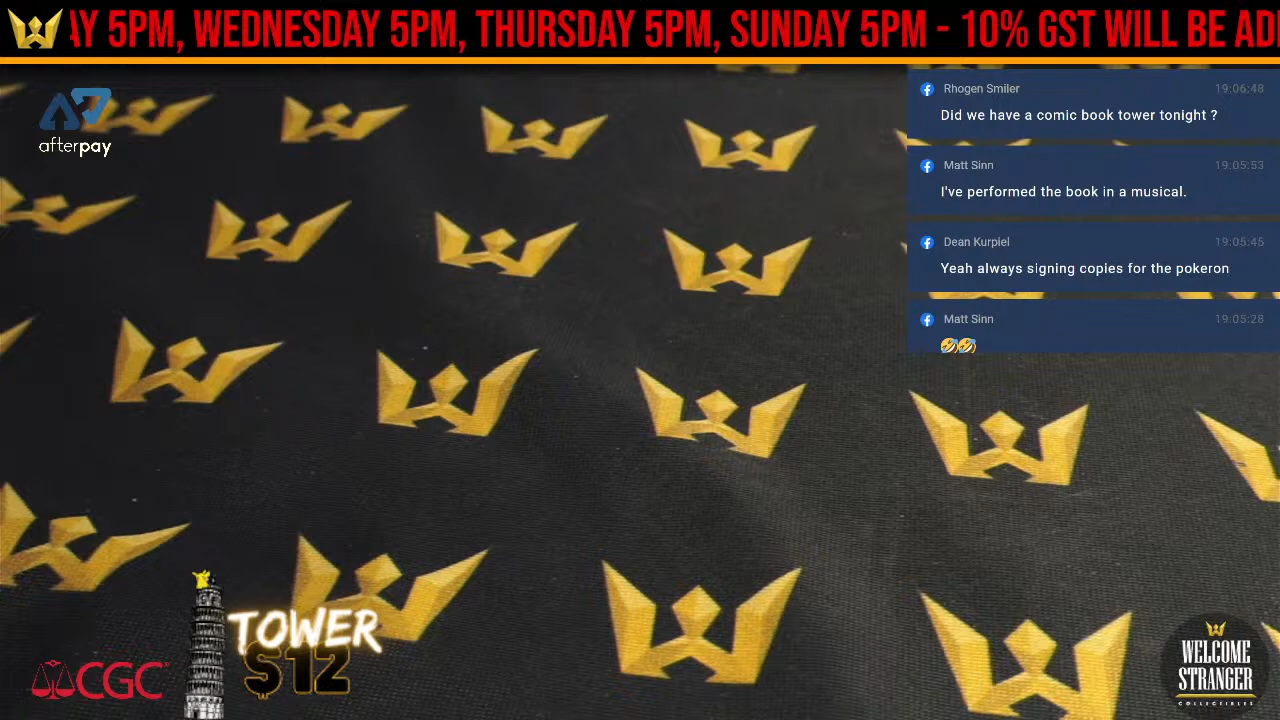 AY 5PM, WEDNESDAY 5PM, THURSDAY 5PM, SUNDAY 5PM - 10% GST WILL BE AD
afterpay
Rhogen Smiler 19:06:48
Did we have a comic book tower tonight ?
Matt Sinn 19:05:53
I've performed the book in a musical.
Dean Kurpiel 19:05:45
Yeah always signing copies for the pokeron
Matt Sinn 19:05:28
🤣🤣
TOWER
$12
CGC
WELCOME
STRANGER
COLLECTIBLES